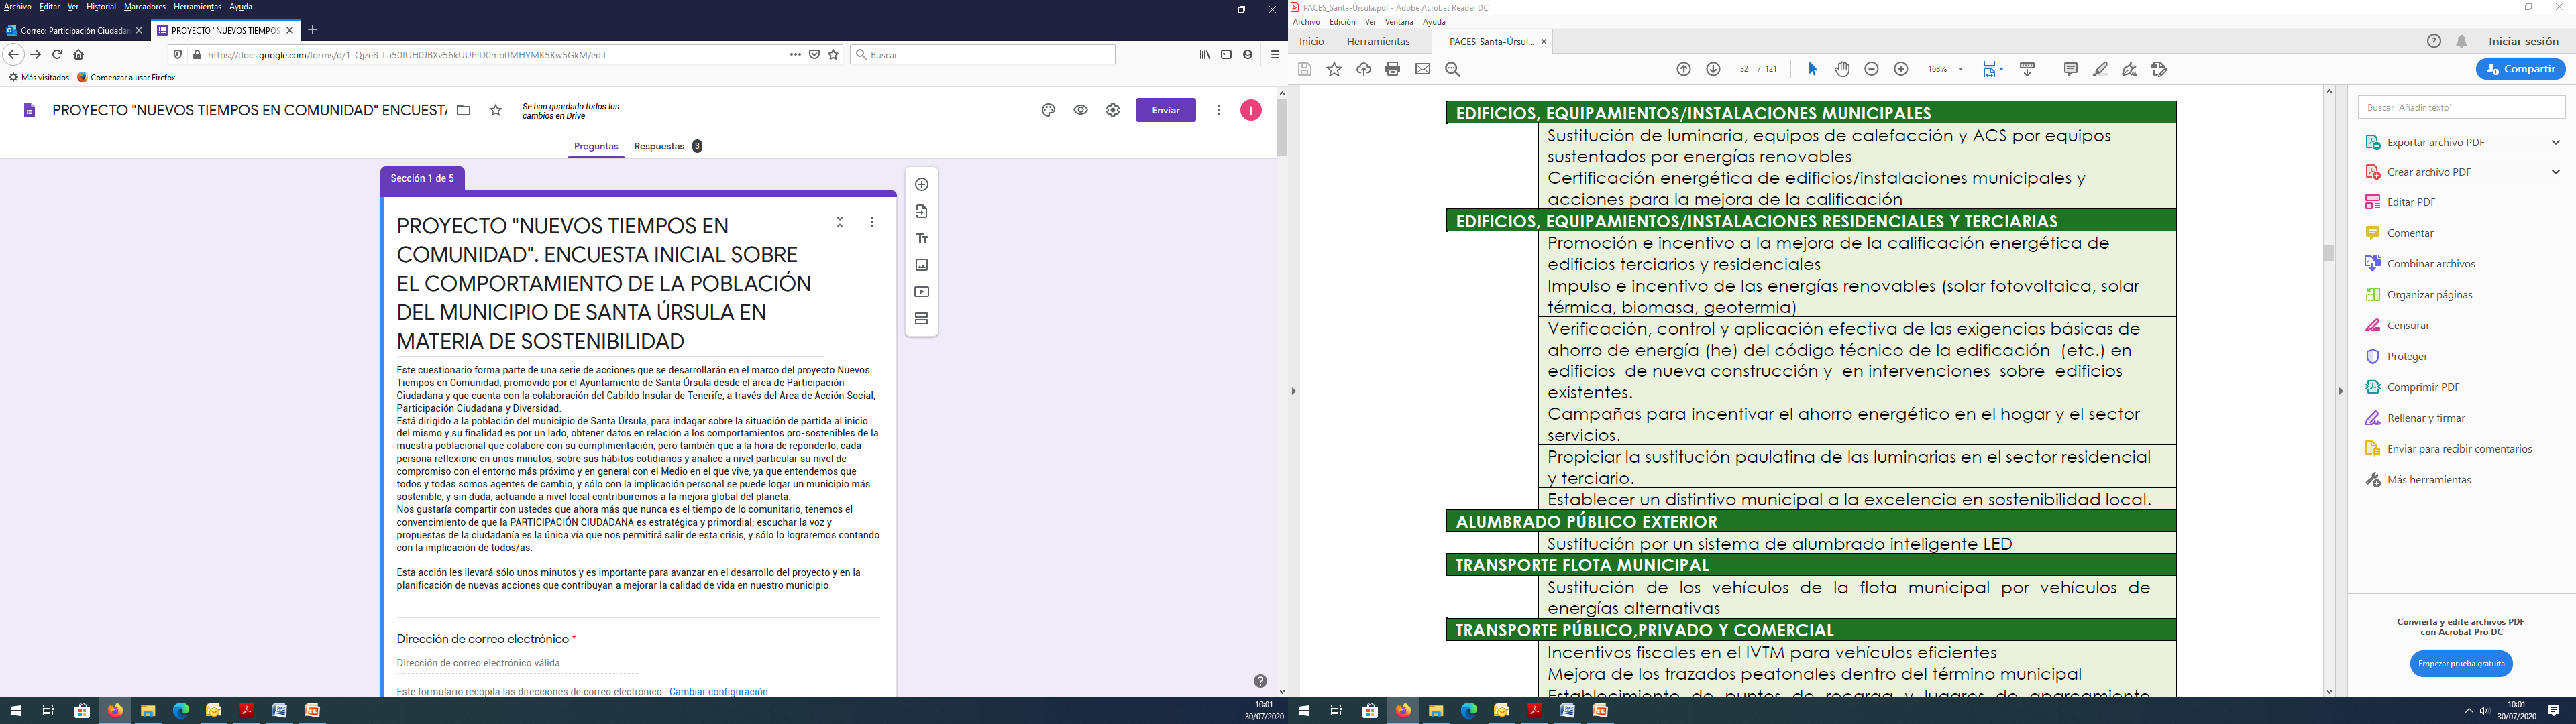 Archivo Editar Ver Historial Marcadores Herramientas Ayuda
Correo: Participación Ciudadan
PROYECTO "NUEVOS TIEMPOS
https://docs.google.com/forms/d/1-Qjze8-La50fUH0JBXv56kUUhID0mb0MHYMK5Kw5GkM/edit
Buscar
Más visitados Comenzar a usar Firefox
PROYECTO "NUEVOS TIEMPOS EN COMUNIDAD" ENCUESTA
Se han guardado todos los
cambios en Drive
Enviar
I
Preguntas Respuestas 3
Sección 1 de 5
PROYECTO "NUEVOS TIEMPOS EN
COMUNIDAD". ENCUESTA INICIAL SOBRE
EL COMPORTAMIENTO DE LA POBLACIÓN
DEL MUNICIPIO DE SANTA ÚRSULA EN
MATERIA DE SOSTENIBILIDAD
Este cuestionario forma parte de una serie de acciones que se desarrollarán en el marco del proyecto Nuevos
Tiempos en Comunidad, promovido por el Ayuntamiento de Santa Úrsula desde el área de Participación
Ciudadana y que cuenta con la colaboración del Cabildo Insular de Tenerife, a través del Area de Acción Social,
Participación Ciudadana y Diversidad.
Está dirigido a la población del municipio de Santa Úrsula, para indagar sobre la situación de partida al inicio
del mismo y su finalidad es por un lado, obtener datos en relación a los comportamientos pro-sostenibles de la
muestra poblacional que colabore con su cumplimentación, pero también que a la hora de reponderlo, cada
persona reflexione en unos minutos, sobre sus hábitos cotidianos y analice a nivel particular su nivel de
compromiso con el entorno más próximo y en general con el Medio en el que vive, ya que entendemos que
todos y todas somos agentes de cambio, y sólo con la implicación personal se puede logar un municipio más
sostenible, y sin duda, actuando a nivel local contribuiremos a la mejora global del planeta.
Nos gustaría compartir con ustedes que ahora más que nunca es el tiempo de lo comunitario, tenemos el
convencimiento de que la PARTICIPACIÓN CIUDADANA es estratégica y primordial; escuchar la voz y
propuestas de la ciudadanía es la única vía que nos permitirá salir de esta crisis, y sólo lo lograremos contando
con la implicación de todos/as.
Esta acción les llevará sólo unos minutos y es importante para avanzar en el desarrollo del proyecto y en la
planificación de nuevas acciones que contribuyan a mejorar la calidad de vida en nuestro municipio.
Dirección de correo electrónico *
Dirección de correo electrónico válida
Este formulario recopila las direcciones de correo electrónico. Cambiar configuración
10:01
30/07/2020
PACES_Santa-Úrsula.pdf - Adobe Acrobat Reader DC
Archivo Edición Ver Ventana Ayuda
Inicio Herramientas PACES_Santa-Úrsul...
Iniciar sesión
32 / 121
168%
Compartir
EDIFICIOS, EQUIPAMIENTOS/INSTALACIONES MUNICIPALES
Sustitución de luminaria, equipos de calefacción y ACS por equipos
sustentados por energías renovables
Certificación energética de edificios/instalaciones municipales y
acciones para la mejora de la calificación
EDIFICIOS, EQUIPAMIENTOS/INSTALACIONES RESIDENCIALES Y TERCIARIAS
Promoción e incentivo a la mejora de la calificación energética de
edificios terciarios y residenciales
Impulso e incentivo de las energías renovables (solar fotovoltaica, solar
térmica, biomasa, geotermia)
Verificación, control y aplicación efectiva de las exigencias básicas de
ahorro de energía (he) del código técnico de la edificación (etc.) en
edificios de nueva construcción y en intervenciones sobre edificios
existentes.
Campañas para incentivar el ahorro energético en el hogar y el sector
servicios.
Propiciar la sustitución paulatina de las luminarias en el sector residencial
y terciario.
Establecer un distintivo municipal a la excelencia en sostenibilidad local.
ALUMBRADO PÚBLICO EXTERIOR
Sustitución por un sistema de alumbrado inteligente LED
TRANSPORTE FLOTA MUNICIPAL
Sustitución de los vehículos de la flota municipal por vehículos de
energías alternativas
TRANSPORTE PÚBLICO,PRIVADO Y COMERCIAL
Incentivos fiscales en el IVTM para vehículos eficientes
Mejora de los trazados peatonales dentro del término municipal
Establecimiento de puntos de recarga y lugares de aparcamiento
Buscar 'Añadir texto'
Exportar archivo PDF
Crear archivo PDF
Editar PDF
Comentar
Combinar archivos
Organizar páginas
Censurar
Proteger
Comprimir PDF
Rellenar y firmar
Enviar para recibir comentarios
Más herramientas
Convierta y edite archivos PDF
con Acrobat Pro DC
Empezar prueba gratuita
10:01
30/07/2020